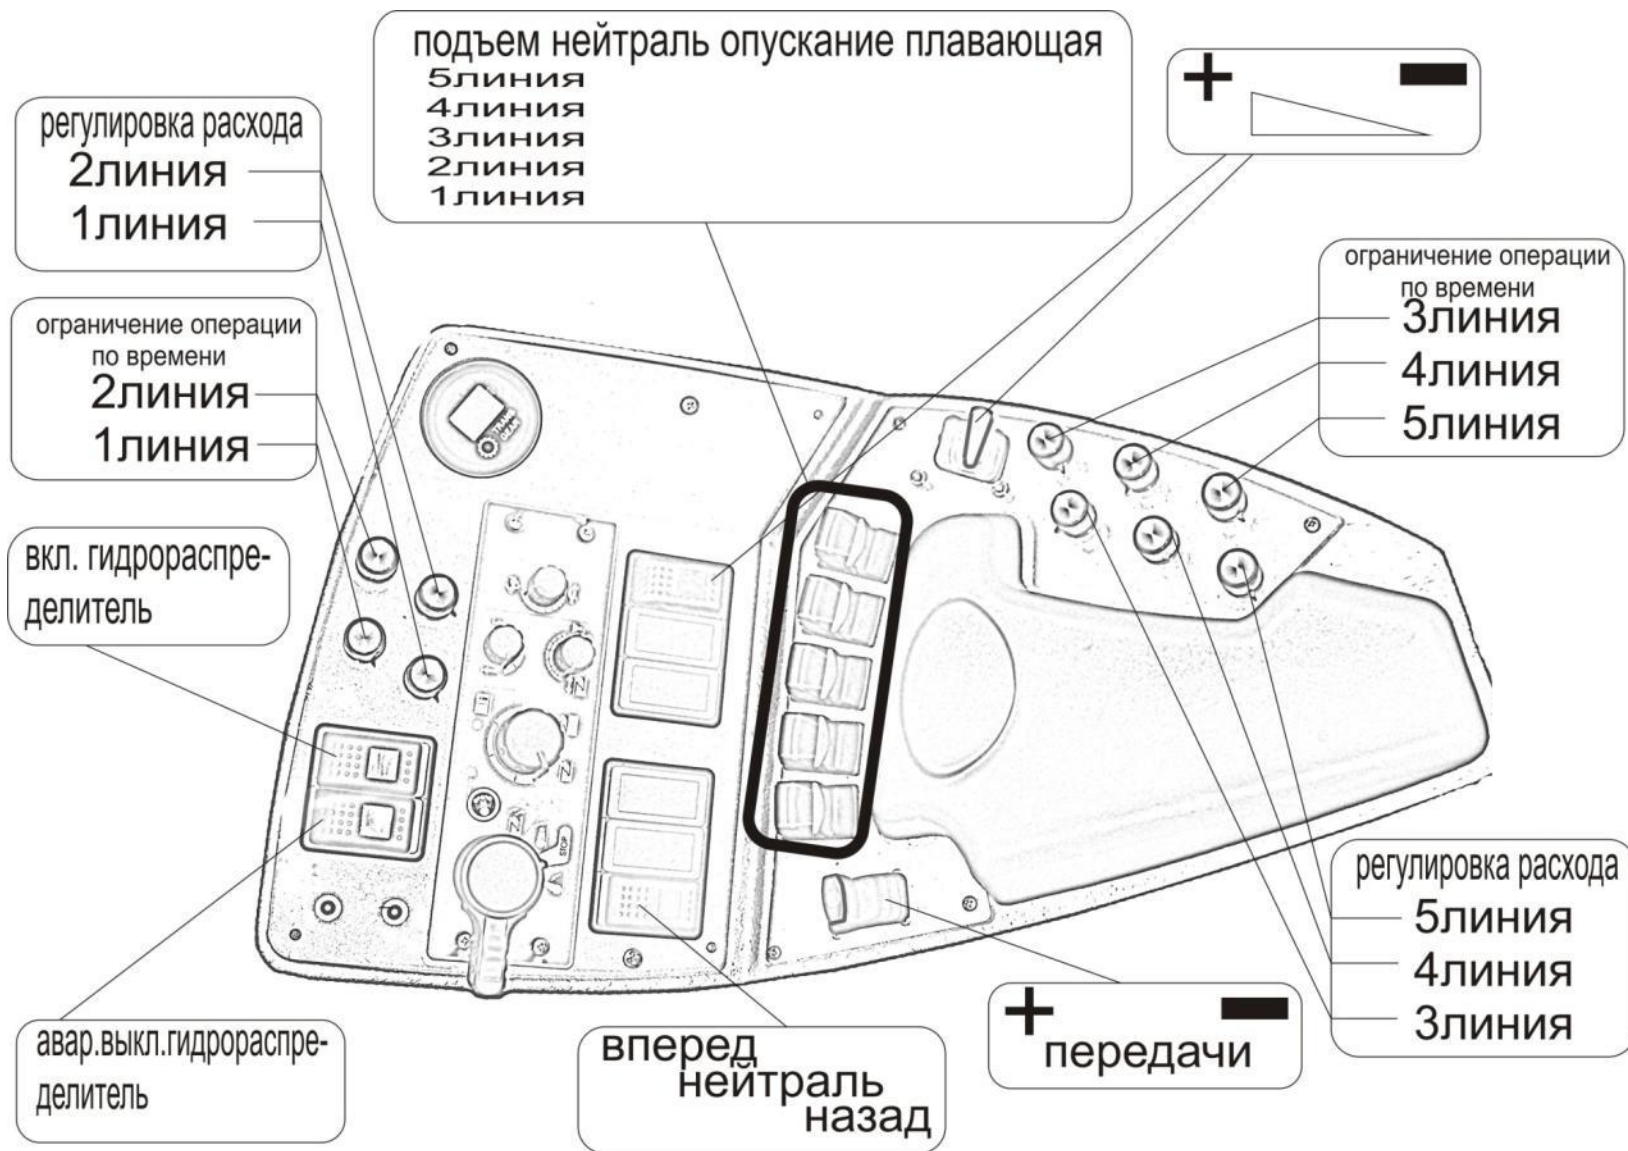 подъем нейтраль опускание плавающая
5линия
4линия
3линия
2линия
1линия
+ −
регулировка расхода
2линия
1линия
ограничение операции
по времени
2линия
1линия
ограничение операции
по времени
3линия
4линия
5линия
вкл. гидрораспре-
делитель
STOP
регулировка расхода
5линия
4линия
3линия
+ −
передачи
авар.выкл.гидрораспре-
делитель
вперед
нейтраль
назад